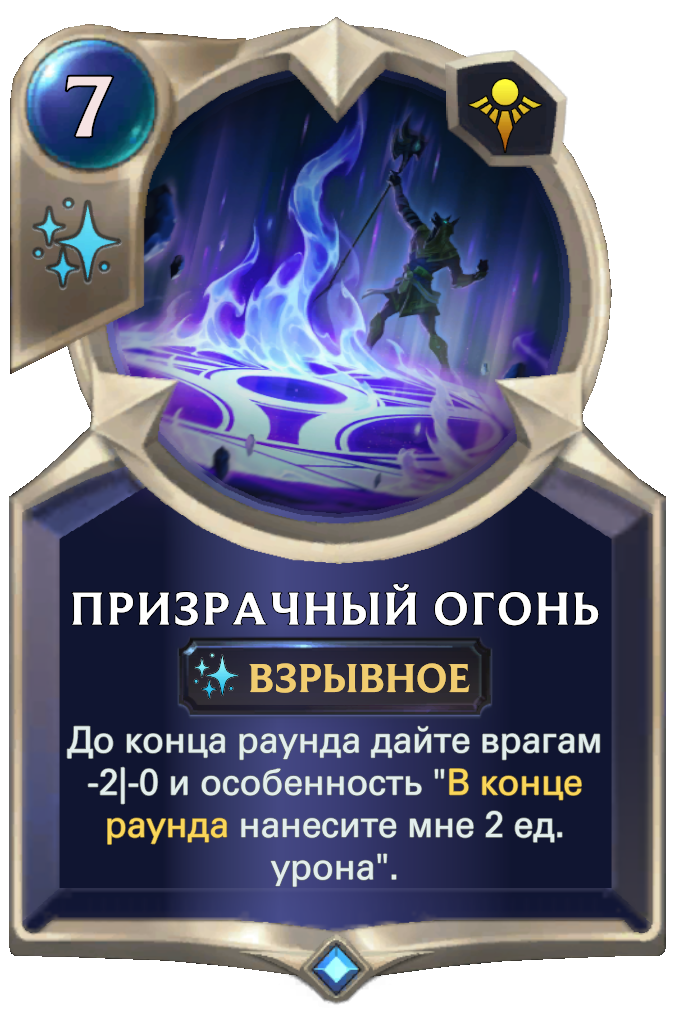 7
ПРИЗРАЧНЫЙ ОГОНЬ
ВЗРЫВНОЕ
До конца раунда дайте врагам
-2|-0 и особенность "В конце
раунда нанесите мне 2 ед.
урона".